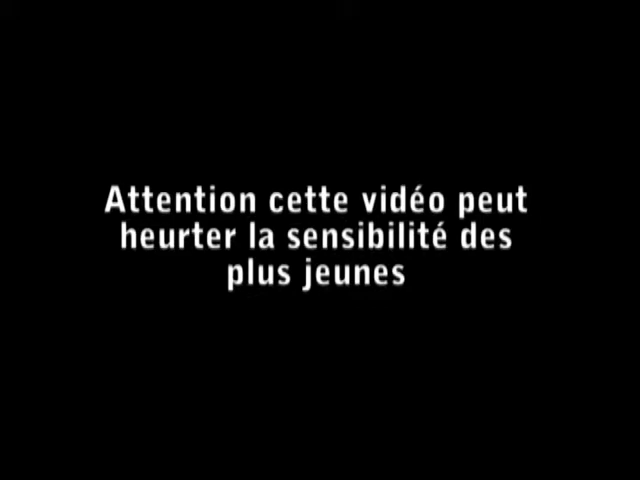 Attention cette vidéo peut
heurter la sensibilité des
plus jeunes